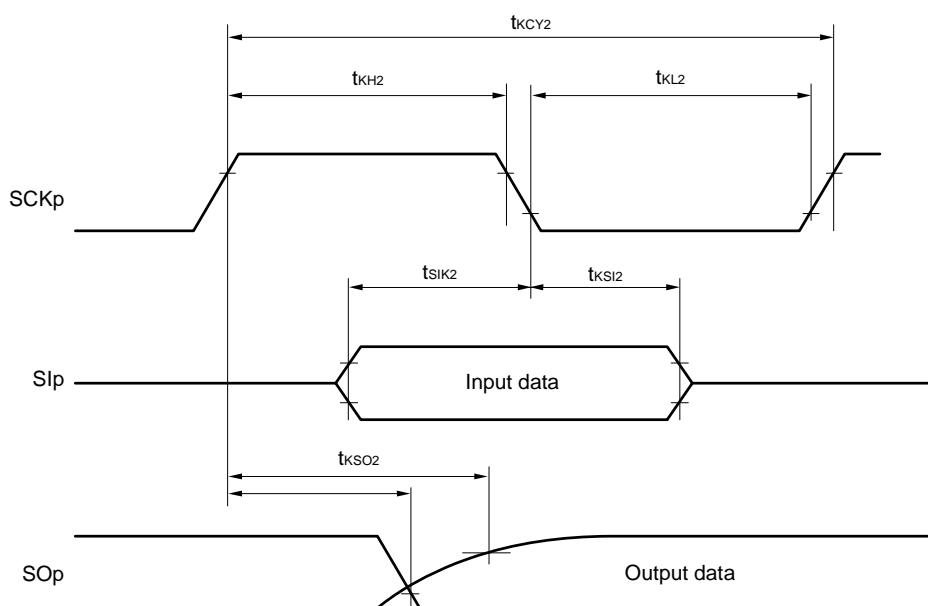 tKCY2
tKH2
tKL2
SCKp
tSIK2
tKSI2
SIp
Input data
tKSO2
SOp
Output data